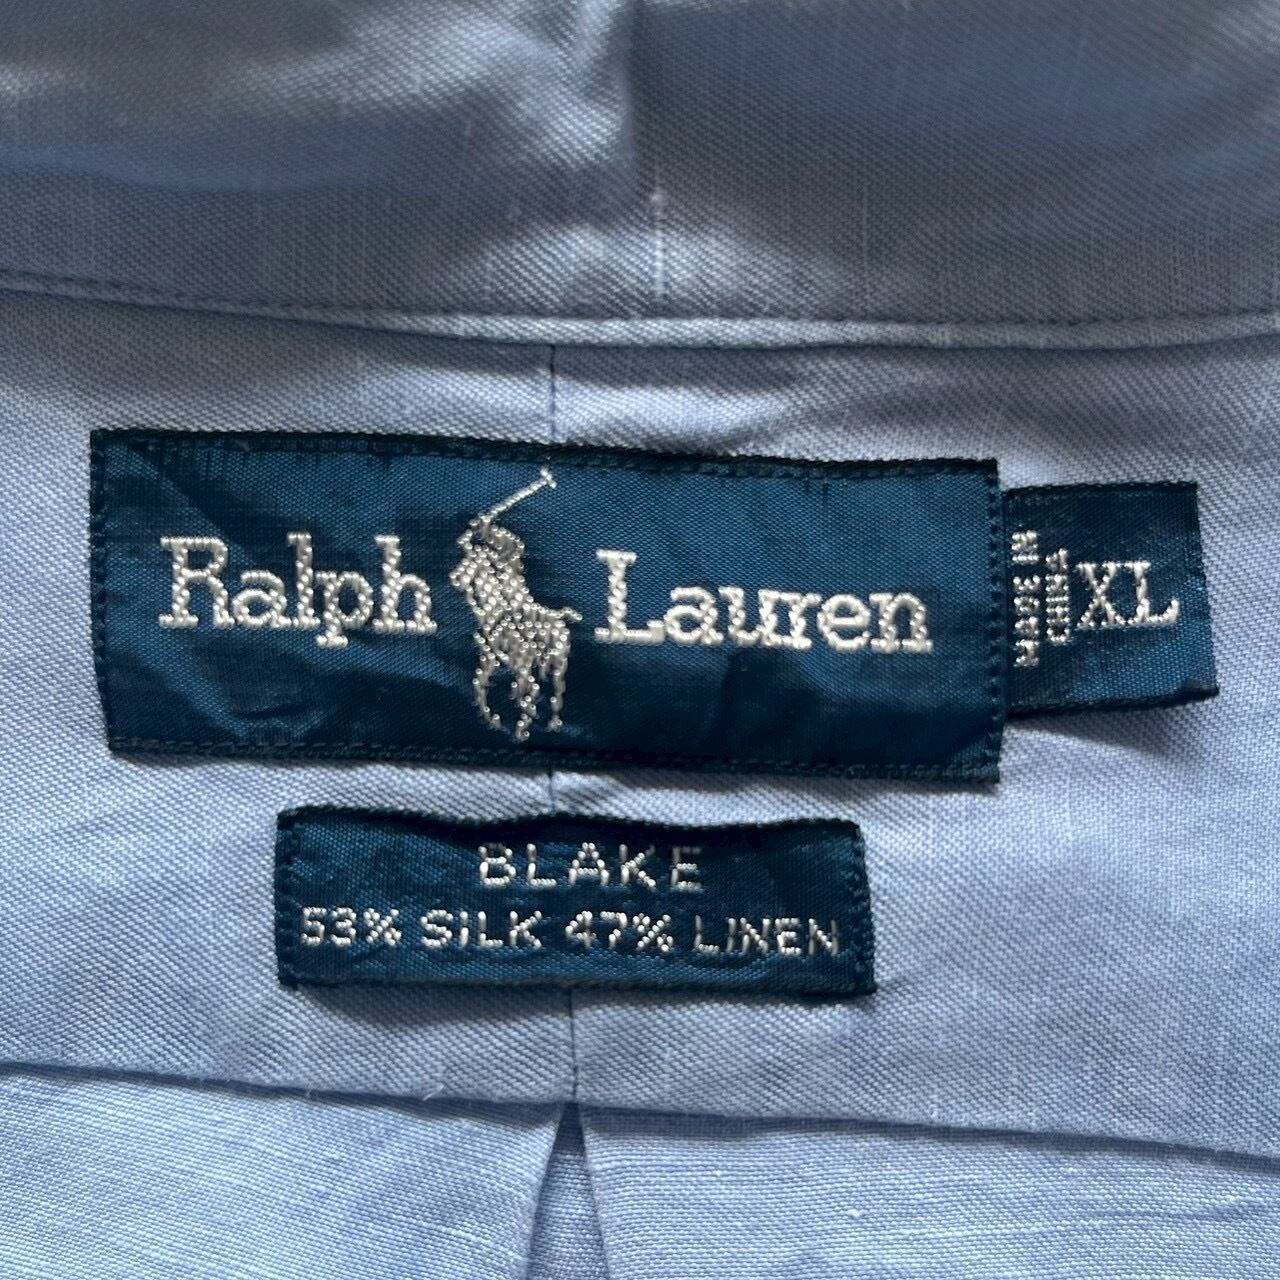 Ralph Lauren
MADE IN
CHINA
XL
BLAKE
53% SILK 47% LINEN